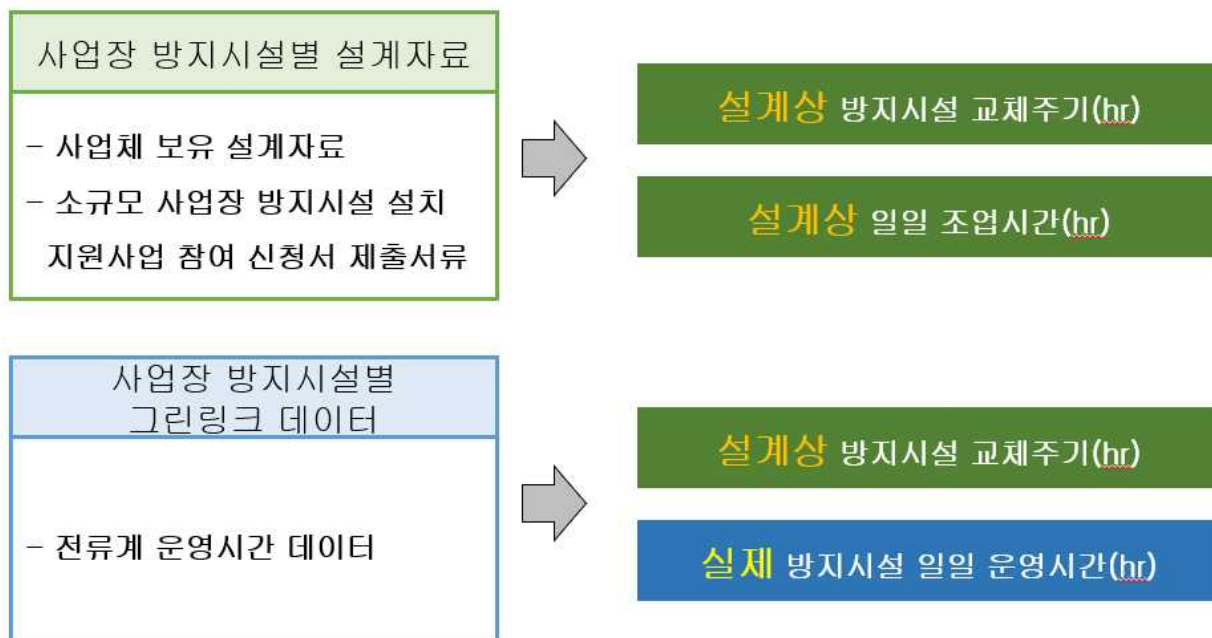 사업장 방지시설별 설계자료
- 사업체 보유 설계자료
- 소규모 사업장 방지시설 설치
지원사업 참여 신청서 제출서류
설계상 방지시설 교체주기(hr)
설계상 일일 조업시간(hr)
사업장 방지시설별
그린링크 데이터
- 전류계 운영시간 데이터
설계상 방지시설 교체주기(hr)
실제 방지시설 일일 운영시간(hr)